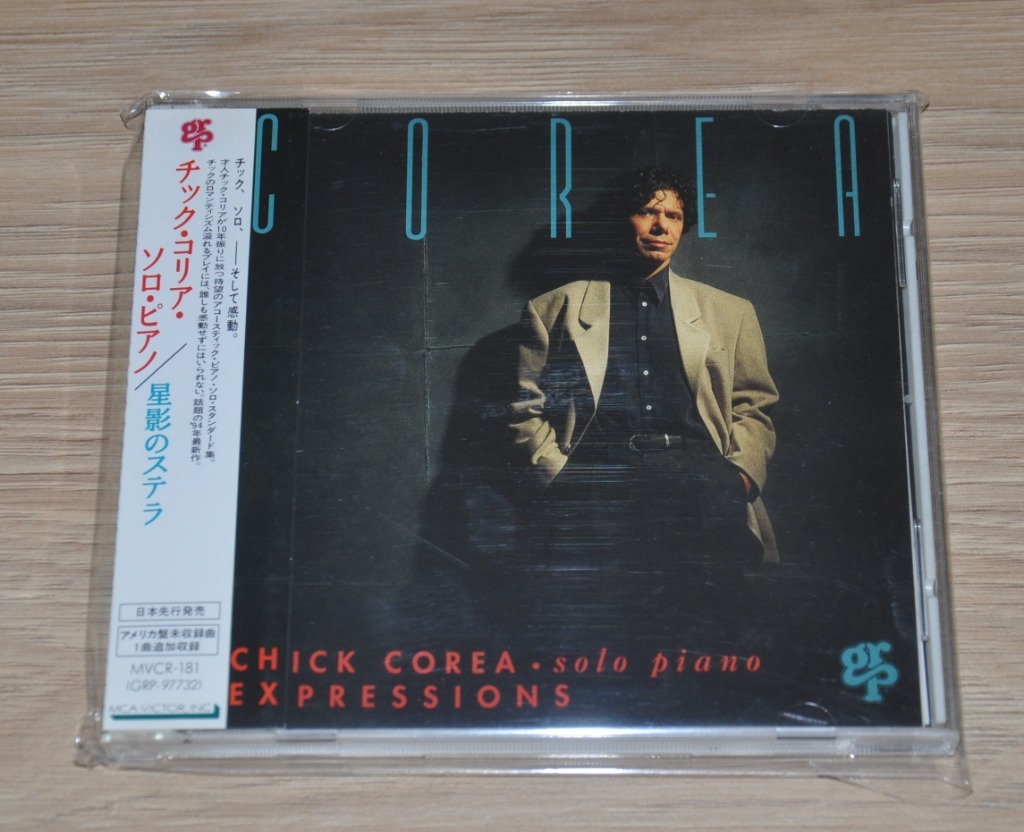 grp
チック・コリア・
ソロ・ピアノ／星影のステラ
チック、ソロ、――そして感動。
才人チック・コリアが10年振りに放つ待望のアコースティック・ピアノ・ソロ・スタンダード集。
チックのロマンティシズム溢れるプレイには、誰しも感動せずにはいられない。話題の'94年最新作。
日本先行発売
アメリカ盤未収録曲
1曲追加収録
MVCR-181
(GRP-97732)
MCA VICTOR, INC.
COREA
CHICK COREA • solo piano
EXPRESSIONS
grp